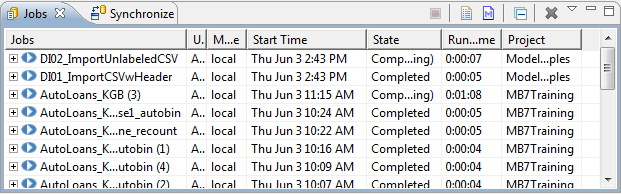 Jobs Synchronize
Jobs U. M...e Start Time State Run...me Project
DI02_ImportUnlabeledCSV A.. local Thu Jun 3 2:43 PM Comp...ing) 0:00:07 Model...ples
DI01_ImportCSVwHeader A.. local Thu Jun 3 2:43 PM Completed 0:00:05 Model...ples
AutoLoans_KGB (3) A.. local Thu Jun 3 11:15 AM Comp...ing) 0:01:08 MB7Training
AutoLoans_K...se1_autobin A.. local Thu Jun 3 10:24 AM Completed 0:00:05 MB7Training
AutoLoans_K...ne_recount A.. local Thu Jun 3 10:22 AM Completed 0:00:05 MB7Training
AutoLoans_K...utobin (1) A.. local Thu Jun 3 10:16 AM Completed 0:00:04 MB7Training
AutoLoans_K...utobin (4) A.. local Thu Jun 3 10:09 AM Completed 0:00:04 MB7Training
AutoLoans_K...utobin (2) A.. local Thu Jun 3 10:07 AM Completed 0:00:04 MB7Training